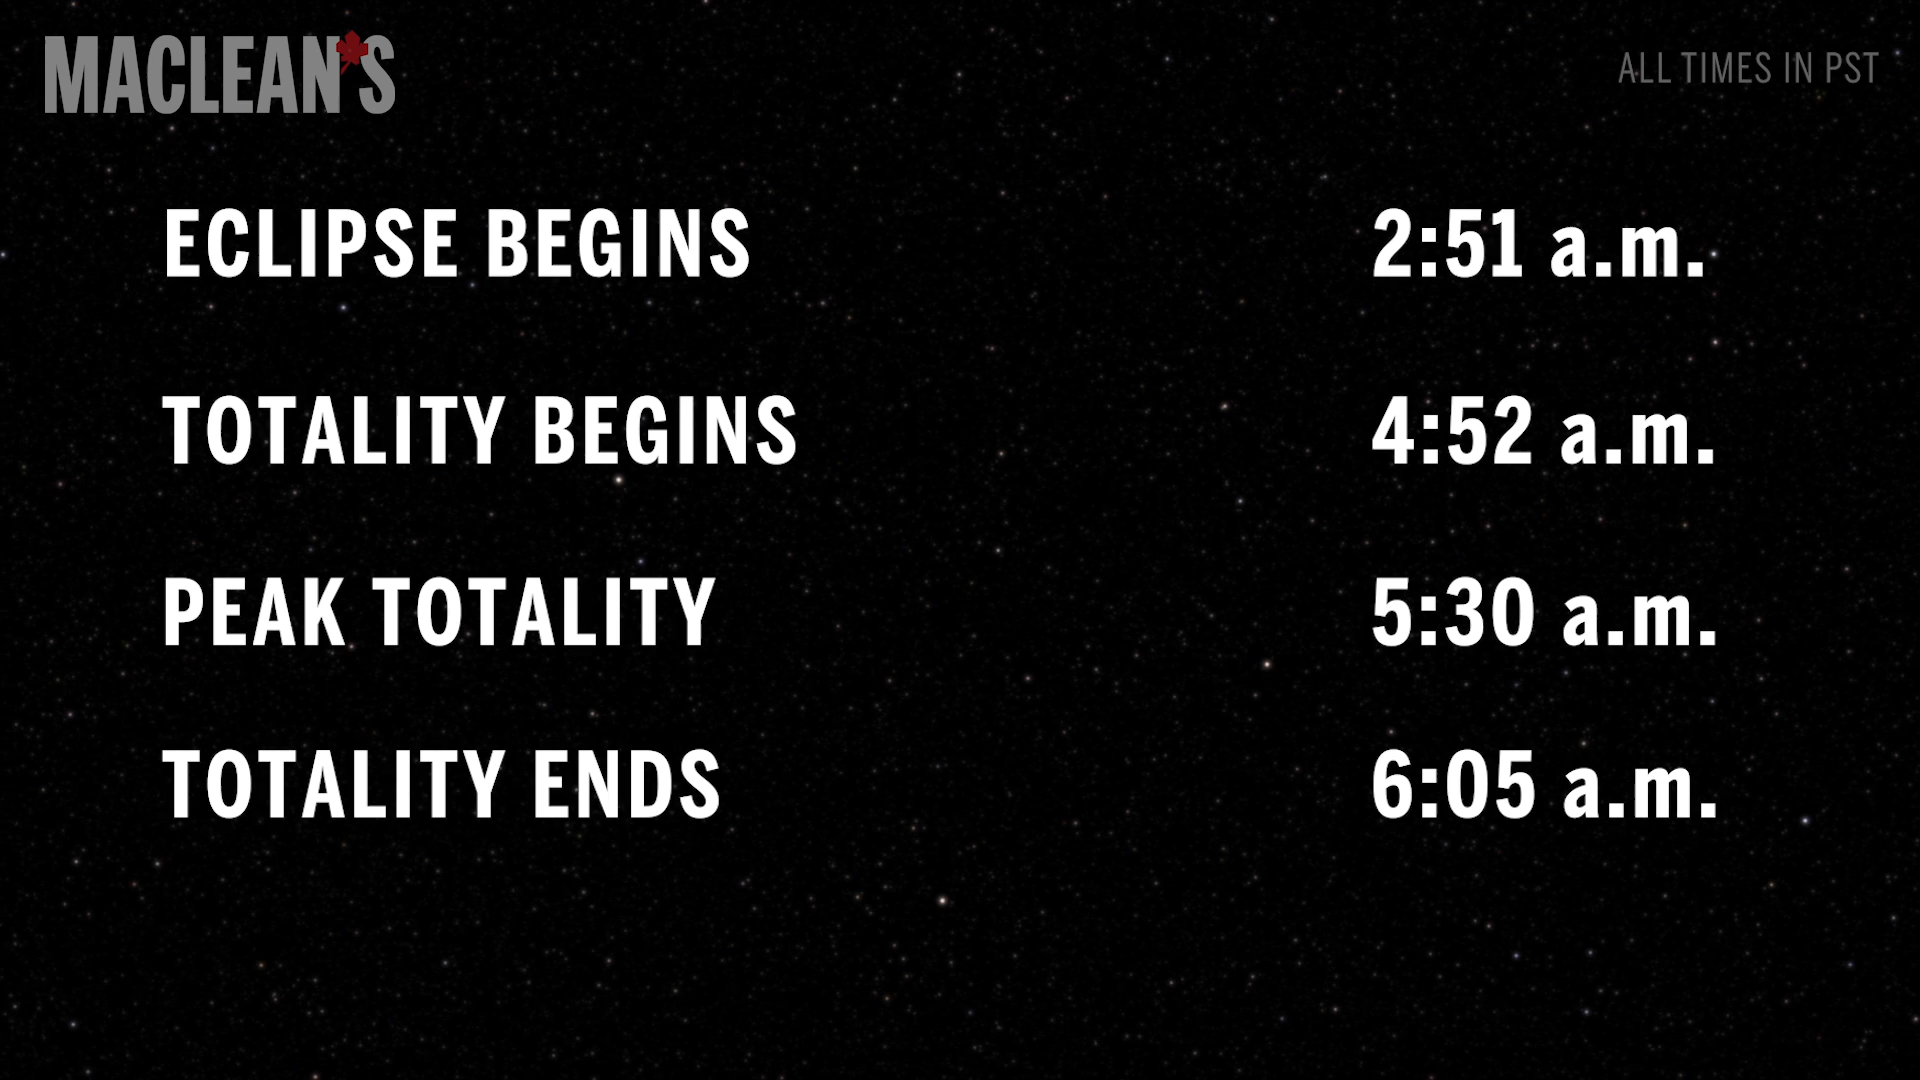 MACLEAN'S
ALL TIMES IN PST
ECLIPSE BEGINS 2:51 a.m.
TOTALITY BEGINS 4:52 a.m.
PEAK TOTALITY 5:30 a.m.
TOTALITY ENDS 6:05 a.m.